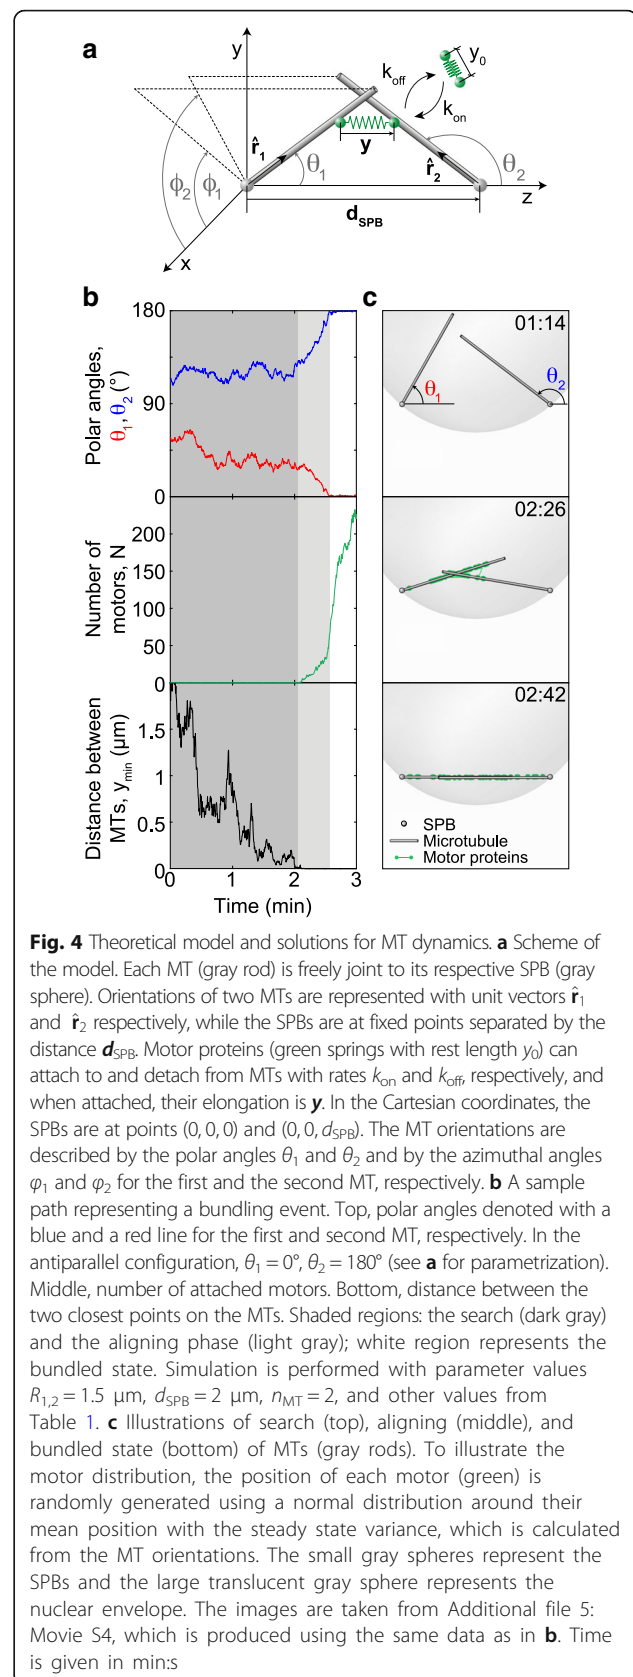 a
y
k_off
y_0
k_on
r̂_1
θ_1
y
r̂_2
θ_2
ϕ_2
ϕ_1
z
d_SPB
x
b
c
Polar angles,
θ_1, θ_2 (°)
180
90
0
Number of
motors, N
200
150
100
50
0
Distance between
MTs, y_min (μm)
1.5
1
0.5
0
0
1
2
3
Time (min)
01:14
θ_1
θ_2
02:26
02:42
SPB
Microtubule
Motor proteins
Fig. 4 Theoretical model and solutions for MT dynamics. a Scheme of
the model. Each MT (gray rod) is freely joint to its respective SPB (gray
sphere). Orientations of two MTs are represented with unit vectors r̂_1
and r̂_2 respectively, while the SPBs are at fixed points separated by the
distance d_SPB. Motor proteins (green springs with rest length y_0) can
attach to and detach from MTs with rates k_on and k_off, respectively, and
when attached, their elongation is y. In the Cartesian coordinates, the
SPBs are at points (0, 0, 0) and (0, 0, d_SPB). The MT orientations are
described by the polar angles θ_1 and θ_2 and by the azimuthal angles
φ_1 and φ_2 for the first and the second MT, respectively. b A sample
path representing a bundling event. Top, polar angles denoted with a
blue and a red line for the first and second MT, respectively. In the
antiparallel configuration, θ_1 = 0°, θ_2 = 180° (see a for parametrization).
Middle, number of attached motors. Bottom, distance between the
two closest points on the MTs. Shaded regions: the search (dark gray)
and the aligning phase (light gray); white region represents the
bundled state. Simulation is performed with parameter values
R_1,2 = 1.5 μm, d_SPB = 2 μm, n_MT = 2, and other values from
Table 1. c Illustrations of search (top), aligning (middle), and
bundled state (bottom) of MTs (gray rods). To illustrate the
motor distribution, the position of each motor (green) is
randomly generated using a normal distribution around their
mean position with the steady state variance, which is calculated
from the MT orientations. The small gray spheres represent the
SPBs and the large translucent gray sphere represents the
nuclear envelope. The images are taken from Additional file 5:
Movie S4, which is produced using the same data as in b. Time
is given in min:s